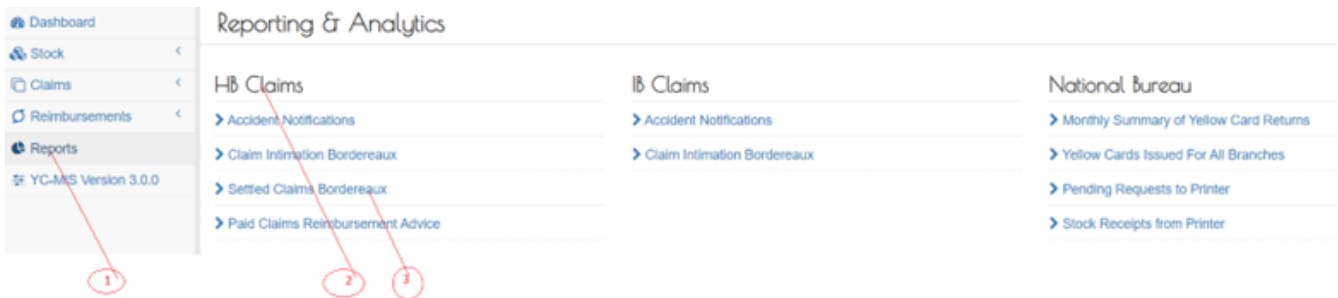 Dashboard
Stock
Claims
Reimbursements
Reports
YC-MIS Version 3.0.0
Reporting & Analytics
HB Claims
Accident Notifications
Claim Intimation Bordereaux
Settled Claims Bordereaux
Paid Claims Reimbursement Advice
IB Claims
Accident Notifications
Claim Intimation Bordereaux
National Bureau
Monthly Summary of Yellow Card Returns
Yellow Cards Issued For All Branches
Pending Requests to Printer
Stock Receipts from Printer
1
2
3